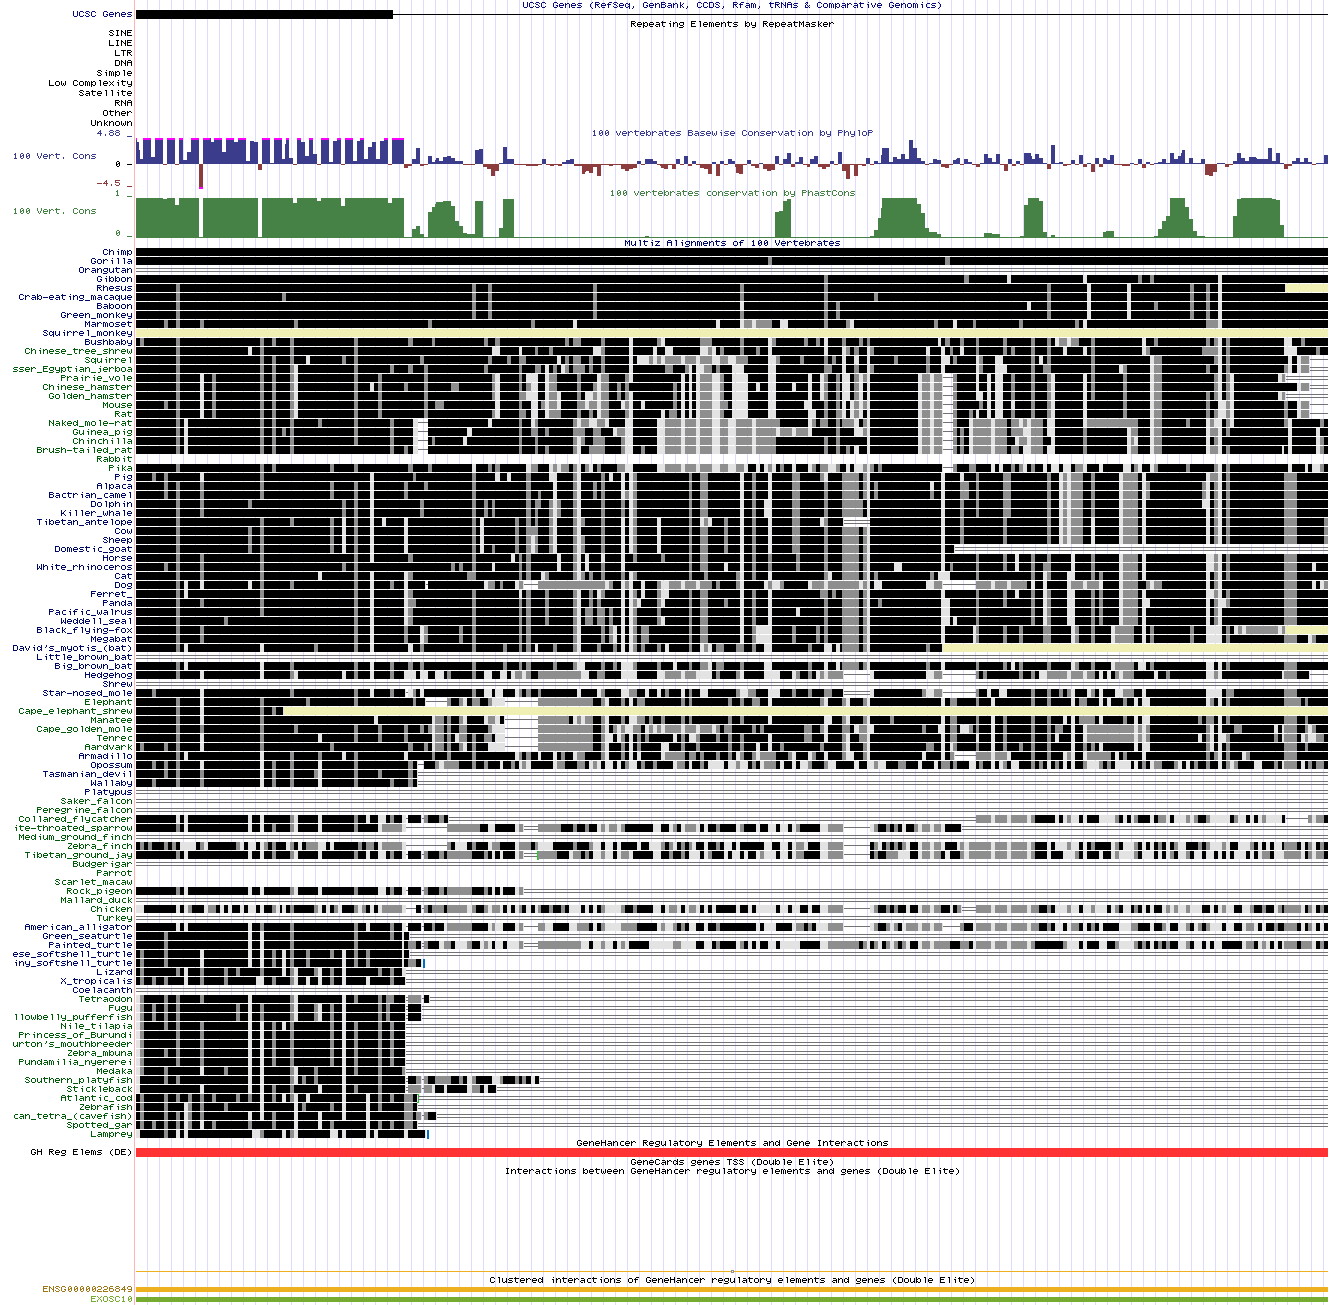 UCSC Genes (RefSeq, GenBank, CCDS, Rfam, tRNAs & Comparative Genomics)
UCSC Genes
Repeating Elements by RepeatMasker
SINE
LINE
LTR
DNA
Simple
Low Complexity
Satellite
RNA
Other
Unknown
4.88 _
100 vertebrates Basewise Conservation by PhyloP
100 Vert. Cons
0 _
-4.5 _
1 _
100 vertebrates conservation by PhastCons
100 Vert. Cons
0 _
Multiz Alignments of 100 Vertebrates
Chimp
Gorilla
Orangutan
Gibbon
Rhesus
Crab-eating_macaque
Baboon
Green_monkey
Marmoset
Squirrel_monkey
Bushbaby
Chinese_tree_shrew
Squirrel
sser_Egyptian_jerboa
Prairie_vole
Chinese_hamster
Golden_hamster
Mouse
Rat
Naked_mole-rat
Guinea_pig
Chinchilla
Brush-tailed_rat
Rabbit
Pika
Pig
Alpaca
Bactrian_camel
Dolphin
Killer_whale
Tibetan_antelope
Cow
Sheep
Domestic_goat
Horse
White_rhinoceros
Cat
Dog
Ferret_
Panda
Pacific_walrus
Weddell_seal
Black_flying-fox
Megabat
David's_myotis_(bat)
Little_brown_bat
Big_brown_bat
Hedgehog
Shrew
Star-nosed_mole
Elephant
Cape_elephant_shrew
Manatee
Cape_golden_mole
Tenrec
Aardvark
Armadillo
Opossum
Tasmanian_devil
Wallaby
Platypus
Saker_falcon
Peregrine_falcon
Collared_flycatcher
ite-throated_sparrow
Medium_ground_finch
Zebra_finch
Tibetan_ground_jay
Budgerigar
Parrot
Scarlet_macaw
Rock_pigeon
Mallard_duck
Chicken
Turkey
American_alligator
Green_seaturtle
Painted_turtle
ese_softshell_turtle
iny_softshell_turtle
Lizard
X_tropicalis
Coelacanth
Tetraodon
Fugu
llowbelly_pufferfish
Nile_tilapia
Princess_of_Burundi
urton's_mouthbreeder
Zebra_mbuna
Pundamilia_nyererei
Medaka
Southern_platyfish
Stickleback
Atlantic_cod
Zebrafish
can_tetra_(cavefish)
Spotted_gar
Lamprey
GeneHancer Regulatory Elements and Gene Interactions
GH Reg Elems (DE)
GeneCards genes TSS (Double Elite)
Interactions between GeneHancer regulatory elements and genes (Double Elite)
Clustered interactions of GeneHancer regulatory elements and genes (Double Elite)
ENSG00000226849
EXOSC10